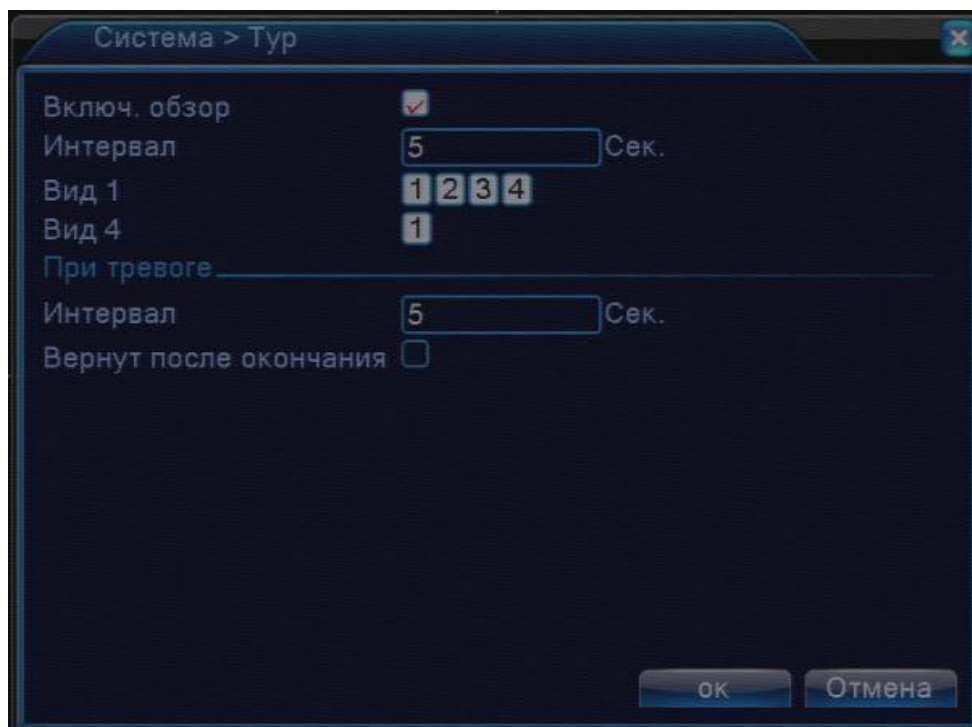 Система > Тур
Включ. обзор
Интервал 5 Сек.
Вид 1 1 2 3 4
Вид 4 1
При тревоге
Интервал 5 Сек.
Вернут после окончания
ок Отмена